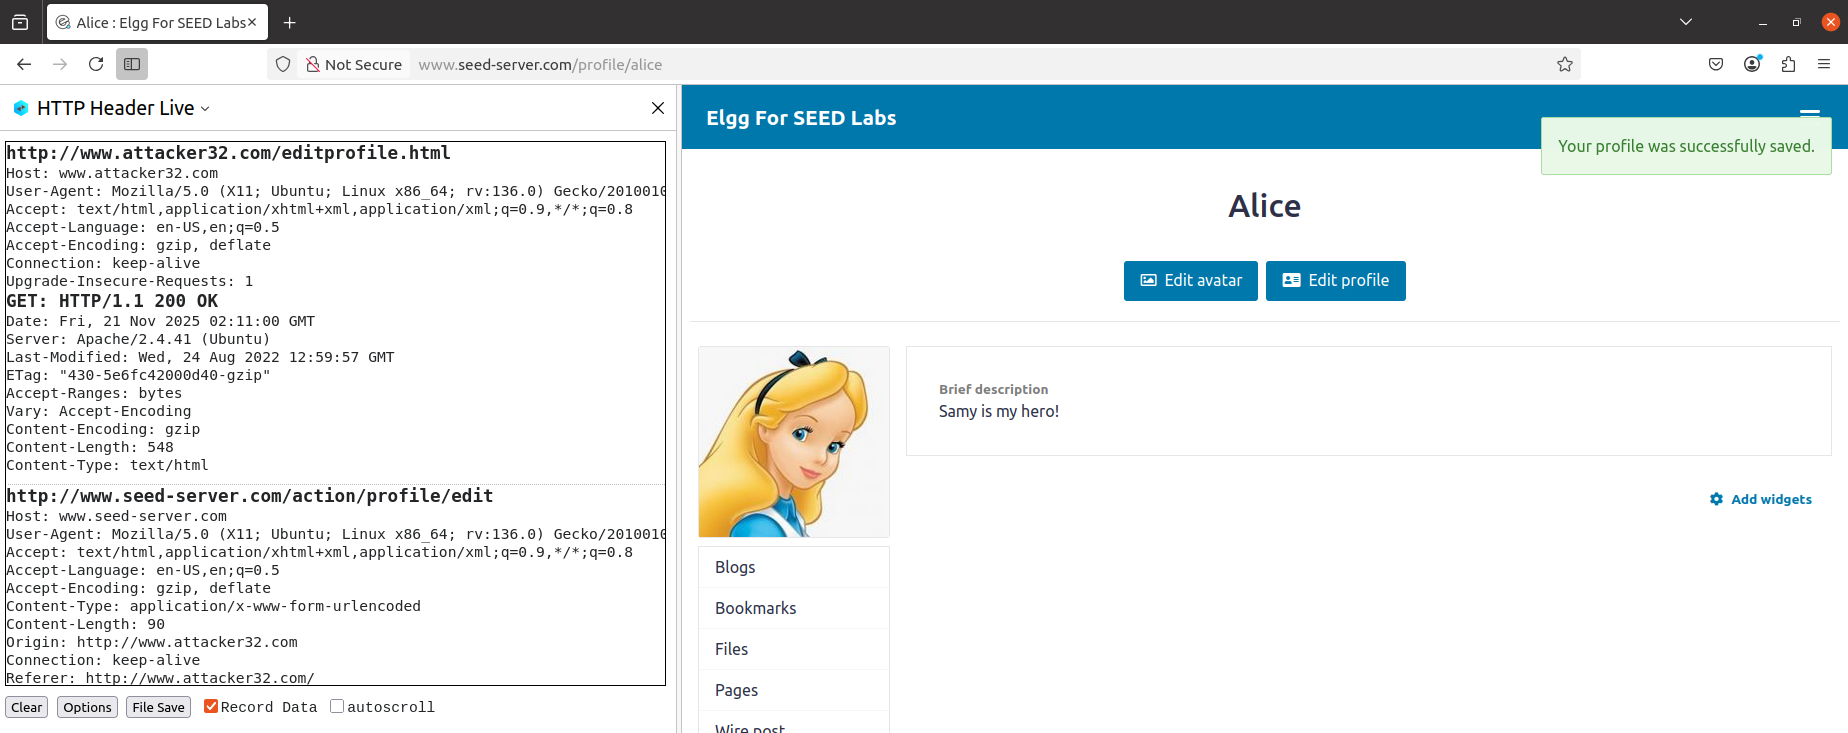 Alice : Elgg For SEED Labs
Not Secure
www.seed-server.com/profile/alice
HTTP Header Live
http://www.attacker32.com/editprofile.html
Host: www.attacker32.com
User-Agent: Mozilla/5.0 (X11; Ubuntu; Linux x86_64; rv:136.0) Gecko/2010010
Accept: text/html,application/xhtml+xml,application/xml;q=0.9,*/*;q=0.8
Accept-Language: en-US,en;q=0.5
Accept-Encoding: gzip, deflate
Connection: keep-alive
Upgrade-Insecure-Requests: 1
GET: HTTP/1.1 200 OK
Date: Fri, 21 Nov 2025 02:11:00 GMT
Server: Apache/2.4.41 (Ubuntu)
Last-Modified: Wed, 24 Aug 2022 12:59:57 GMT
ETag: "430-5e6fc42000d40-gzip"
Accept-Ranges: bytes
Vary: Accept-Encoding
Content-Encoding: gzip
Content-Length: 548
Content-Type: text/html
http://www.seed-server.com/action/profile/edit
Host: www.seed-server.com
User-Agent: Mozilla/5.0 (X11; Ubuntu; Linux x86_64; rv:136.0) Gecko/2010010
Accept: text/html,application/xhtml+xml,application/xml;q=0.9,*/*;q=0.8
Accept-Language: en-US,en;q=0.5
Accept-Encoding: gzip, deflate
Content-Type: application/x-www-form-urlencoded
Content-Length: 90
Origin: http://www.attacker32.com
Connection: keep-alive
Referer: http://www.attacker32.com/
Clear
Options
File Save
Record Data
autoscroll
Elgg For SEED Labs
Your profile was successfully saved.
Alice
Edit avatar
Edit profile
Brief description
Samy is my hero!
Add widgets
Blogs
Bookmarks
Files
Pages
Wire post